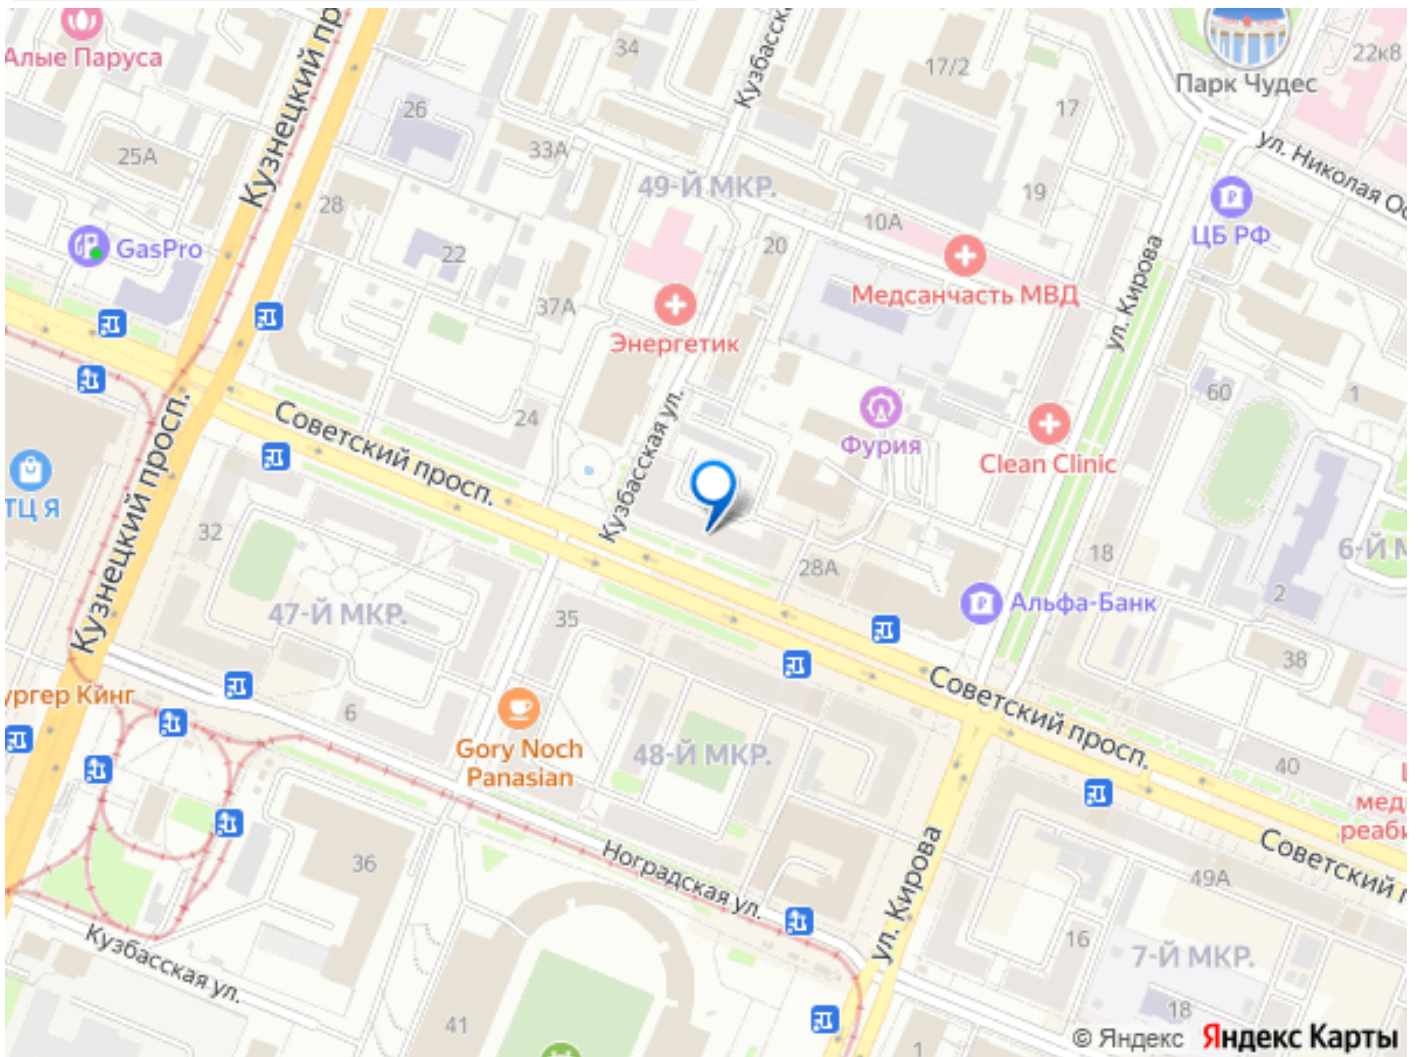 Алые Паруса
Кузнецкий пр
34
Кузбасск
17/2
22к8
Парк Чудес
26
17
ул. Николая Ос
25А
33А
49-Й МКР.
19
28
10А
ЦБ РФ
GasPro
22
20
ул. Кирова
37А
Медсанчасть МВД
Энергетик
60
1
Советский просп.
24
Кузбасская ул.
Фурия
Clean Clinic
Кузнецкий просп.
ТЦ Я
32
28А
18
6-Й М
47-Й МКР.
35
Альфа-Банк
2
38
ургер Кинг
6
Советский просп.
Gory Noch
Panasian
48-Й МКР.
40
мед
реаби
Ноградская ул.
ул. Кирова
Советский п
36
49А
Кузбасская ул.
16
7-Й МКР.
41
18
1
© Яндекс Яндекс Карты